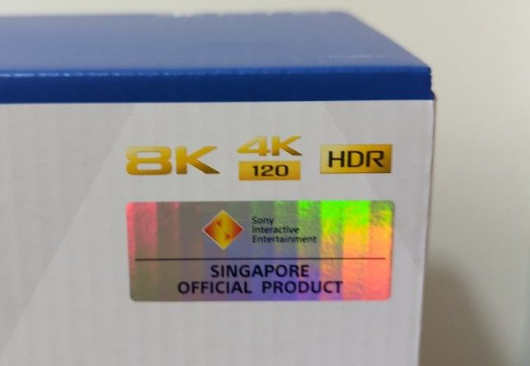 8K 4K HDR
120
Sony
Interactive
Entertainment
SINGAPORE
OFFICIAL PRODUCT